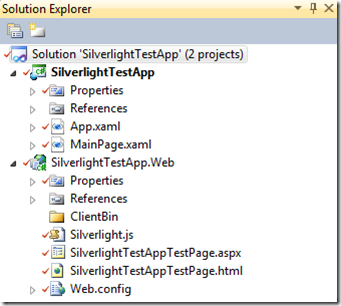 Solution Explorer
Solution 'SilverlightTestApp' (2 projects)
SilverlightTestApp
Properties
References
App.xaml
MainPage.xaml
SilverlightTestApp.Web
Properties
References
ClientBin
Silverlight.js
SilverlightTestAppTestPage.aspx
SilverlightTestAppTestPage.html
Web.config